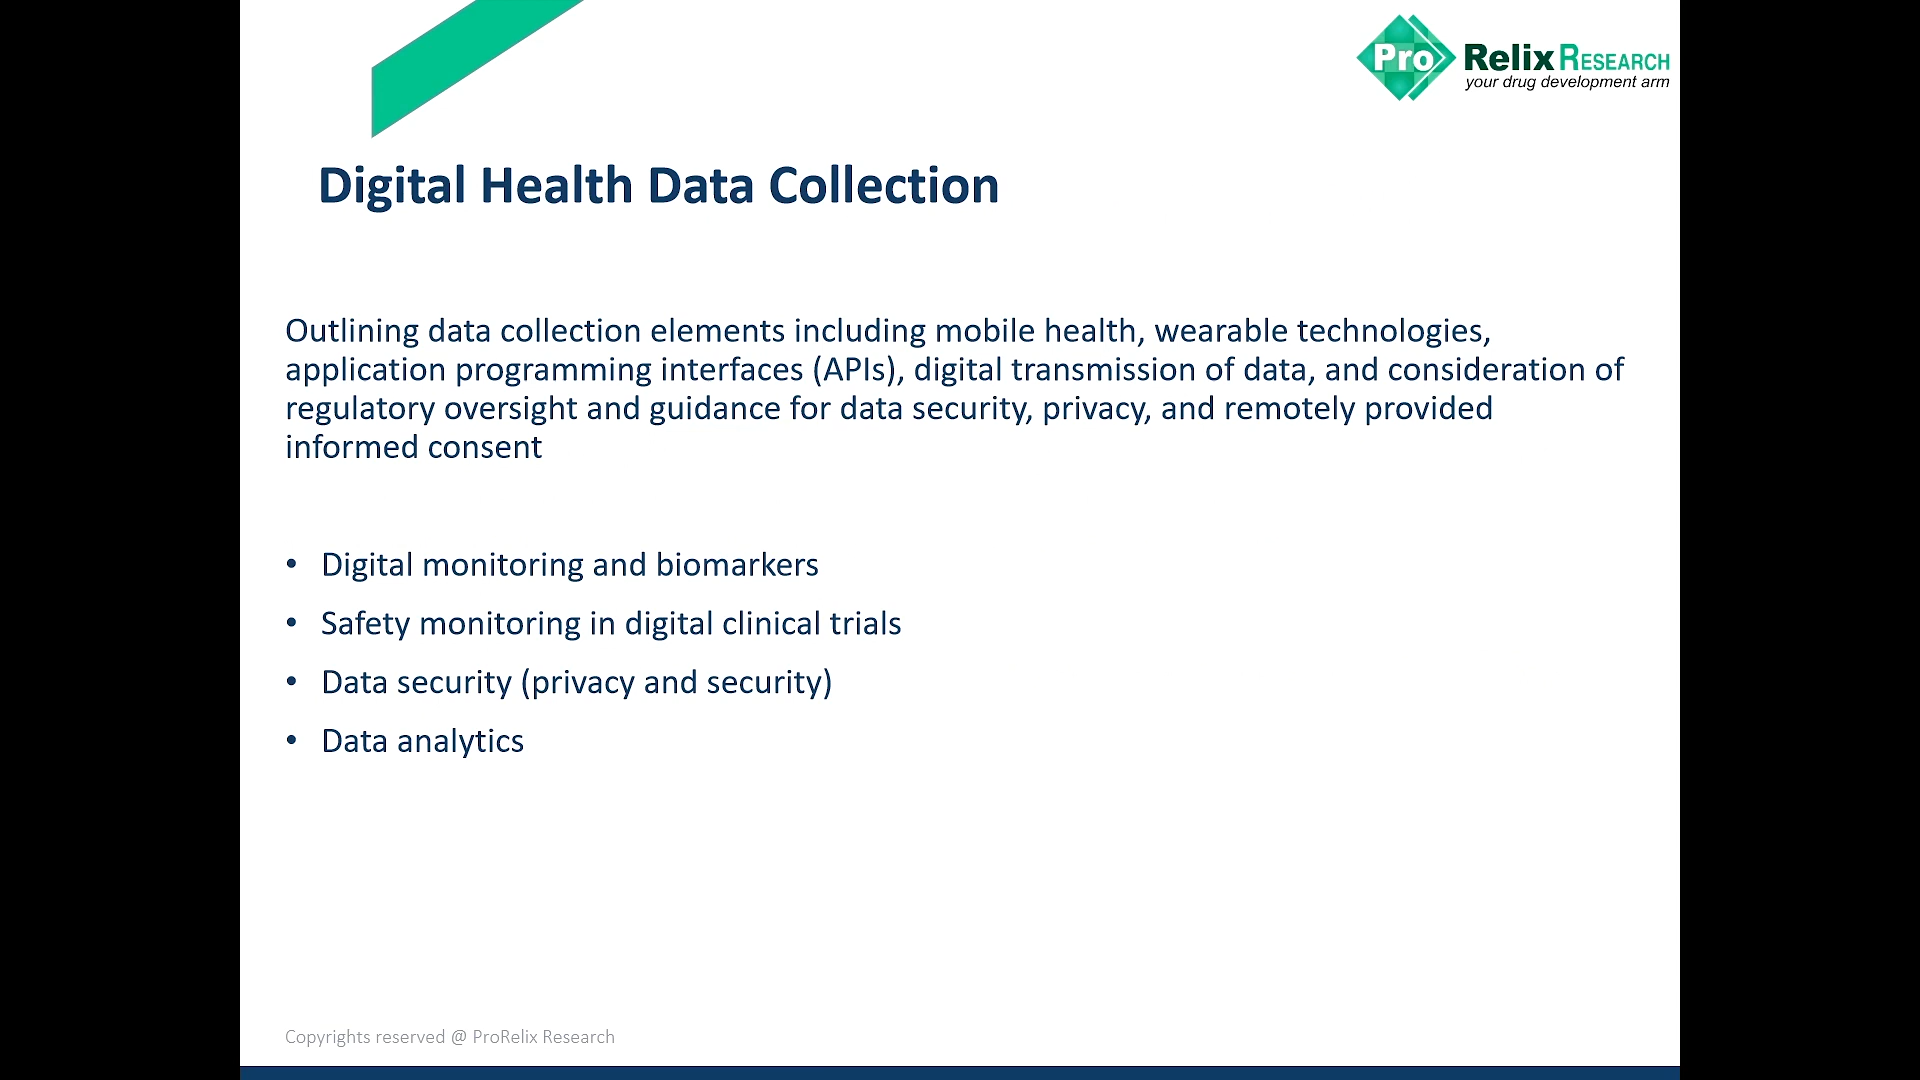 Pro Relix RESEARCH
your drug development arm
Digital Health Data Collection
Outlining data collection elements including mobile health, wearable technologies,
application programming interfaces (APIs), digital transmission of data, and consideration of
regulatory oversight and guidance for data security, privacy, and remotely provided
informed consent
• Digital monitoring and biomarkers
• Safety monitoring in digital clinical trials
• Data security (privacy and security)
• Data analytics
Copyrights reserved @ ProRelix Research